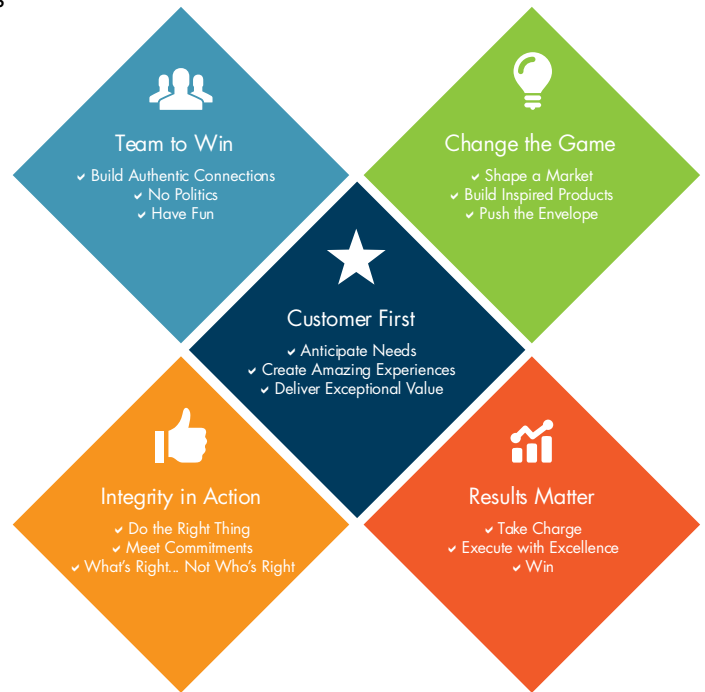 Team to Win
✓ Build Authentic Connections
✓ No Politics
✓ Have Fun
Change the Game
✓ Shape a Market
✓ Build Inspired Products
✓ Push the Envelope
Customer First
✓ Anticipate Needs
✓ Create Amazing Experiences
✓ Deliver Exceptional Value
Integrity in Action
✓ Do the Right Thing
✓ Meet Commitments
✓ What's Right... Not Who's Right
Results Matter
✓ Take Charge
✓ Execute with Excellence
✓ Win